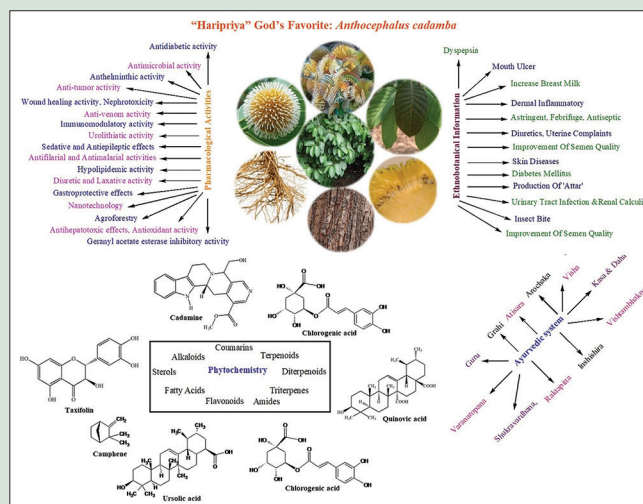 “Haripriya” God's Favorite: Anthocephalus cadamba
Antidiabetic activity
Antimicrobial activity
Anthelminthic activity
Anti-tumor activity
Wound healing activity, Nephrotoxicity
Anti-venom activity
Immunomodulatory activity
Urolithiatic activity
Sedative and Antiepileptic effects
Antifilarial and Antimalarial activities
Hypolipidemic activity
Diuretic and Laxative activity
Gastroprotective effects
Nanotechnology
Agroforestry
Antihepatotoxic effects, Antioxidant activity
Geranyl acetate esterase inhibitory activity
Pharmacological Activities
Ethnobotanical Information
Dyspepsia
Mouth Ulcer
Increase Breast Milk
Dermal Inflammatory
Astringent, Febrifuge, Antiseptic
Diuretics, Uterine Complaints
Improvement Of Semen Quality
Skin Diseases
Diabetes Mellitus
Production Of 'Attar'
Urinary Tract Infection &Renal Calculi
Insect Bite
Improvement Of Semen Quality
Cadamine
Chlorogenic acid
Taxifolin
Camphene
Ursolic acid
Chlorogenic acid
Quinovic acid
Coumarins
Alkaloids
Terpenoids
Sterols
Phytochemistry
Diterpenoids
Fatty Acids
Triterpenes
Flavonoids
Amides
Ayurvedic system
Guru
Grahi
Atisara
Arochaka
Visha
Kasa & Daha
Inshishira
Raktapitta
Shukravardhana,
Varanaropana